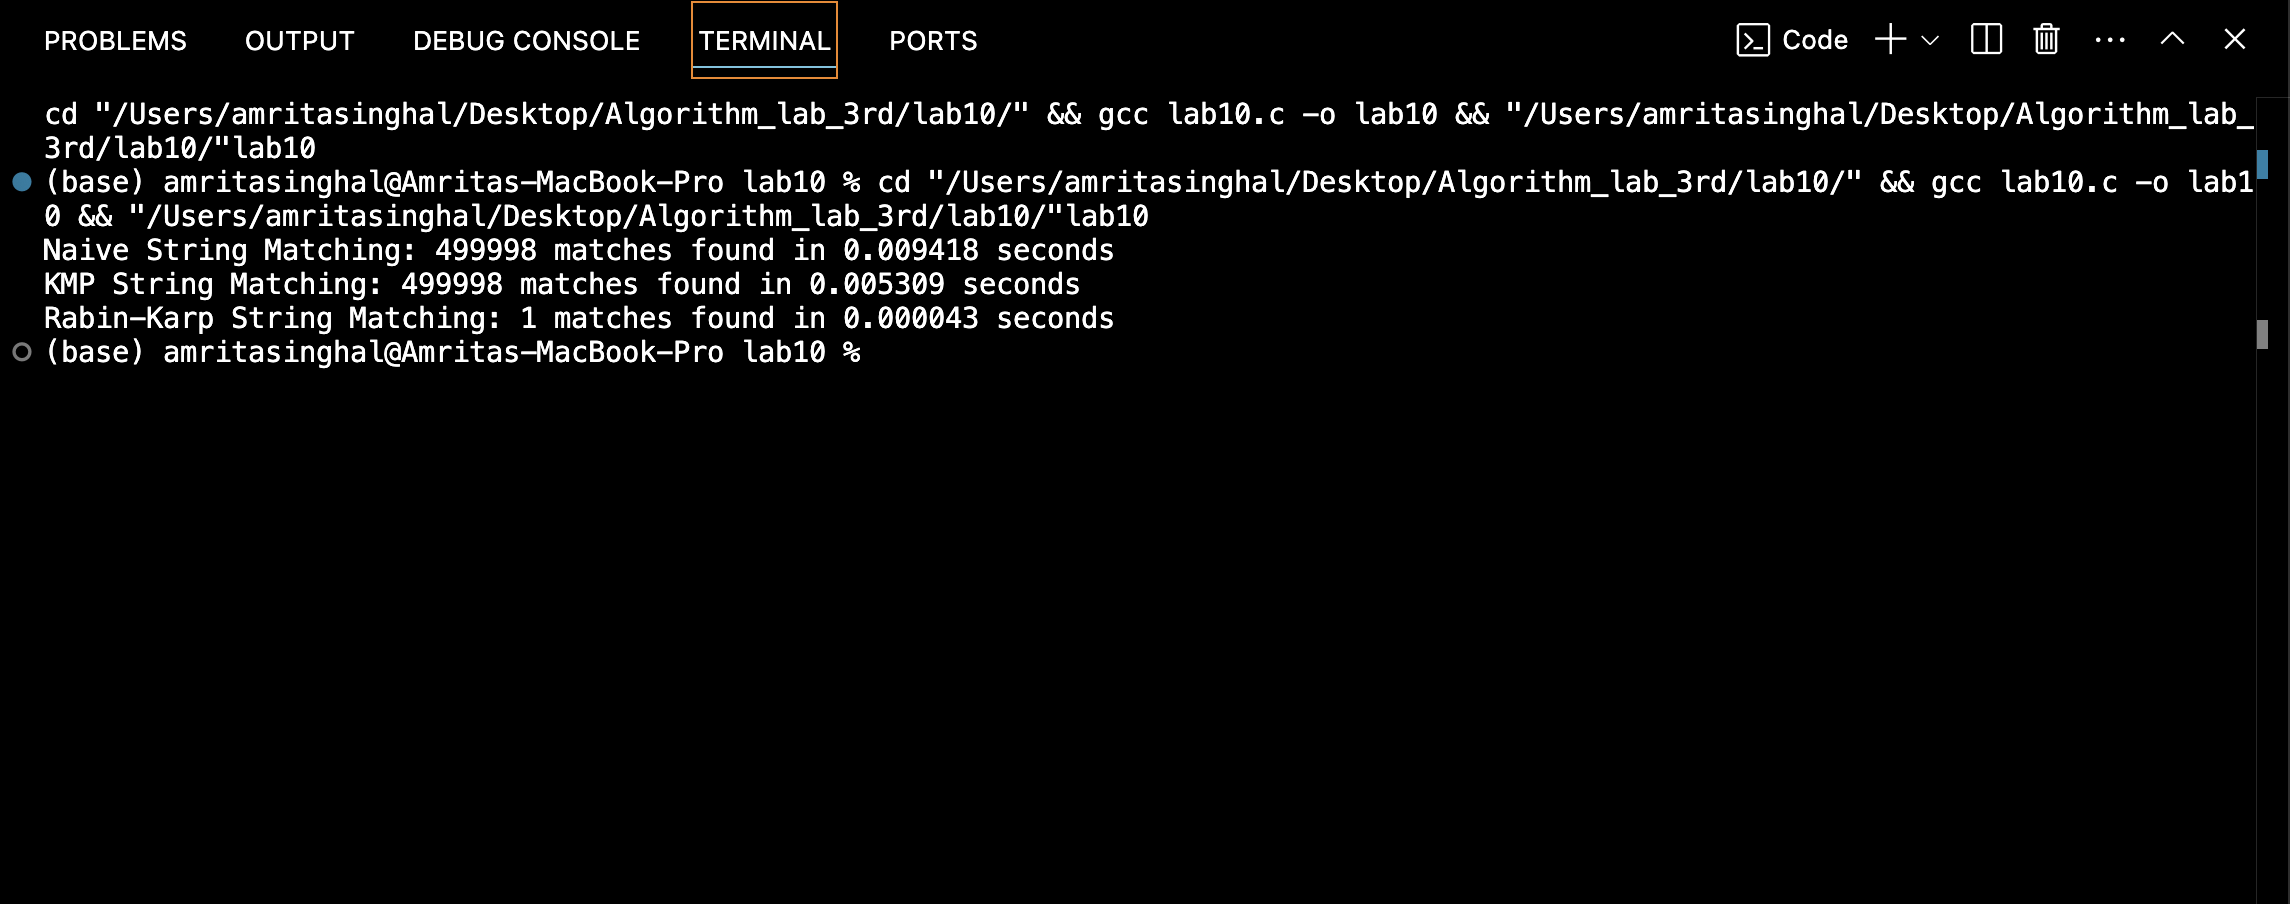 PROBLEMS OUTPUT DEBUG CONSOLE TERMINAL PORTS Code
cd "/Users/amritasinghal/Desktop/Algorithm_lab_3rd/lab10/" && gcc lab10.c -o lab10 && "/Users/amritasinghal/Desktop/Algorithm_lab_
3rd/lab10/"lab10
(base) amritasinghal@Amritas-MacBook-Pro lab10 % cd "/Users/amritasinghal/Desktop/Algorithm_lab_3rd/lab10/" && gcc lab10.c -o lab1
0 && "/Users/amritasinghal/Desktop/Algorithm_lab_3rd/lab10/"lab10
Naive String Matching: 499998 matches found in 0.009418 seconds
KMP String Matching: 499998 matches found in 0.005309 seconds
Rabin-Karp String Matching: 1 matches found in 0.000043 seconds
(base) amritasinghal@Amritas-MacBook-Pro lab10 %